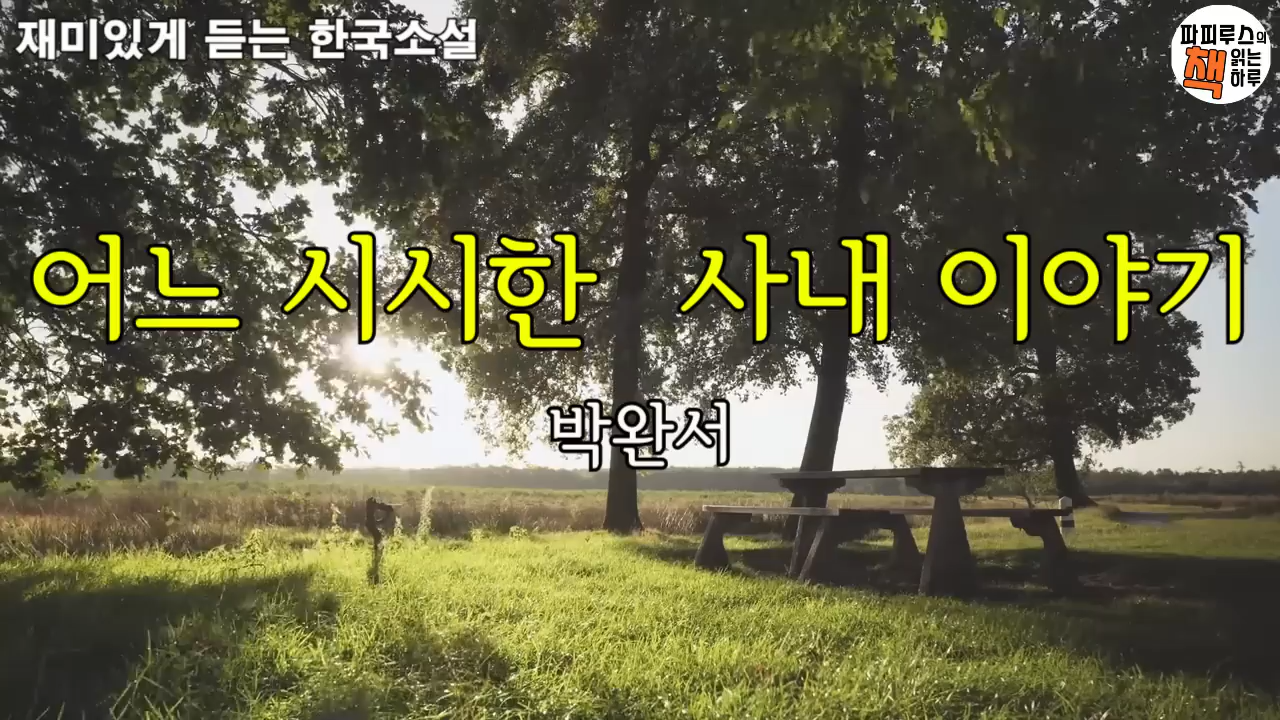 재미있게 듣는 한국소설
파피루스의
책 읽는
하루
어느 시시한 사내 이야기
박완서